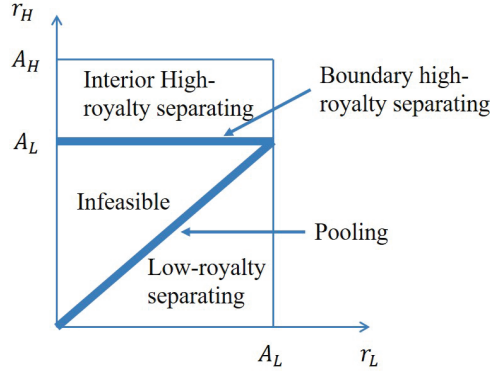 r_H
A_H
Interior High-
royalty separating
Boundary high-
royalty separating
A_L
Infeasible
Pooling
Low-royalty
separating
A_L
r_L